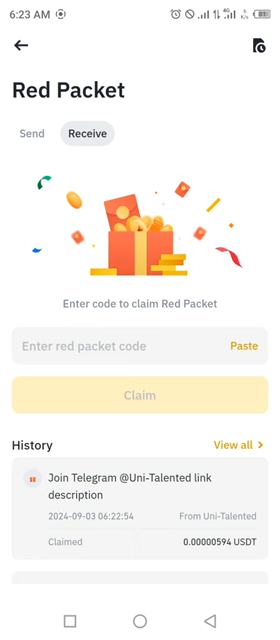 6:23 AM
Red Packet
Send
Receive
Enter code to claim Red Packet
Enter red packet code
Paste
Claim
History
View all
Join Telegram @Uni-Talented link
description
2024-09-03 06:22:54
From Uni-Talented
Claimed
0.00000594 USDT